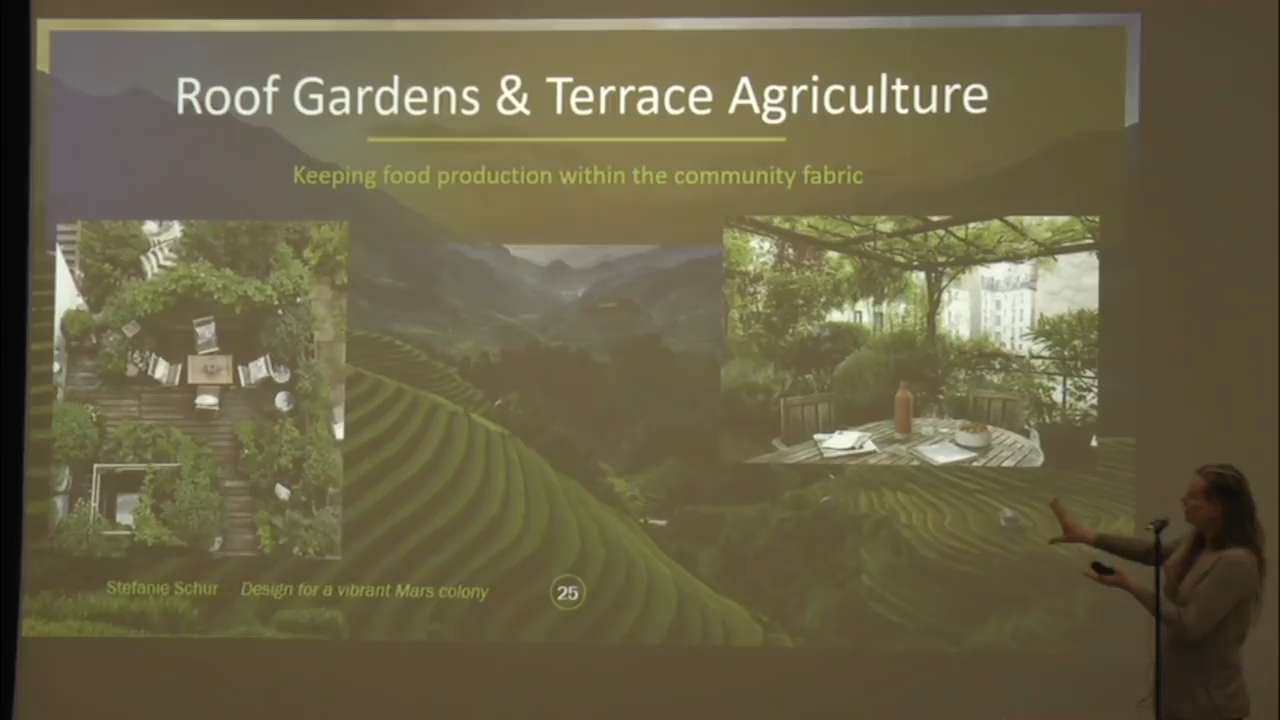 Roof Gardens & Terrace Agriculture
Keeping food production within the community fabric
Stefanie Schur Design for a vibrant Mars colony 25